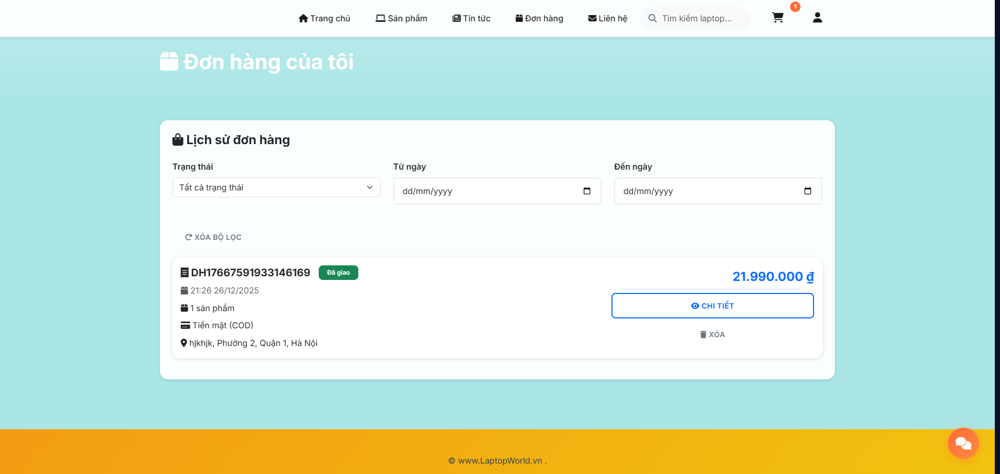 Trang chủ
Sản phẩm
Tin tức
Đơn hàng
Liên hệ
Tìm kiếm laptop...
1
Đơn hàng của tôi
Lịch sử đơn hàng
Trạng thái
Từ ngày
Đến ngày
Tất cả trạng thái
dd/mm/yyyy
dd/mm/yyyy
XÓA BỘ LỌC
DH17667591933146169
Đã giao
21:26 26/12/2025
1 sản phẩm
Tiền mặt (COD)
hjkhjk, Phường 2, Quận 1, Hà Nội
21.990.000 ₫
CHI TIẾT
XÓA
© www.LaptopWorld.vn .